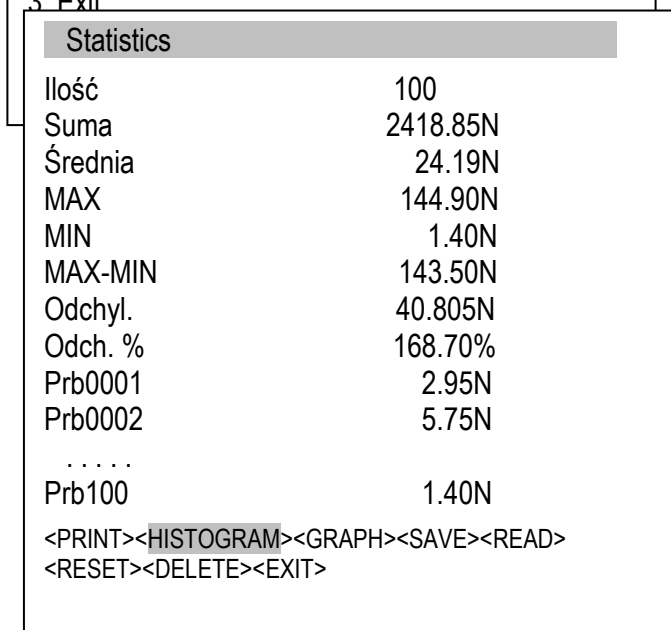 3. Exit
Statistics
Ilość 100
Suma 2418.85N
Średnia 24.19N
MAX 144.90N
MIN 1.40N
MAX-MIN 143.50N
Odchyl. 40.805N
Odch. % 168.70%
Prb0001 2.95N
Prb0002 5.75N
. . . . .
Prb100 1.40N
<PRINT><HISTOGRAM><GRAPH><SAVE><READ>
<RESET><DELETE><EXIT>